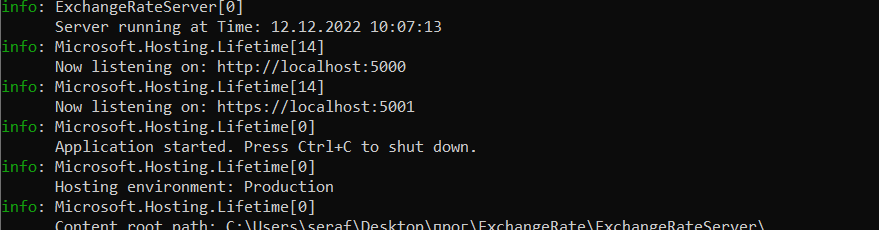 info: ExchangeRateServer[0]
Server running at Time: 12.12.2022 10:07:13
info: Microsoft.Hosting.Lifetime[14]
Now listening on: http://localhost:5000
info: Microsoft.Hosting.Lifetime[14]
Now listening on: https://localhost:5001
info: Microsoft.Hosting.Lifetime[0]
Application started. Press Ctrl+C to shut down.
info: Microsoft.Hosting.Lifetime[0]
Hosting environment: Production
info: Microsoft.Hosting.Lifetime[0]
Content root path: C:\Users\seraf\Desktop\прог\ExchangeRate\ExchangeRateServer\